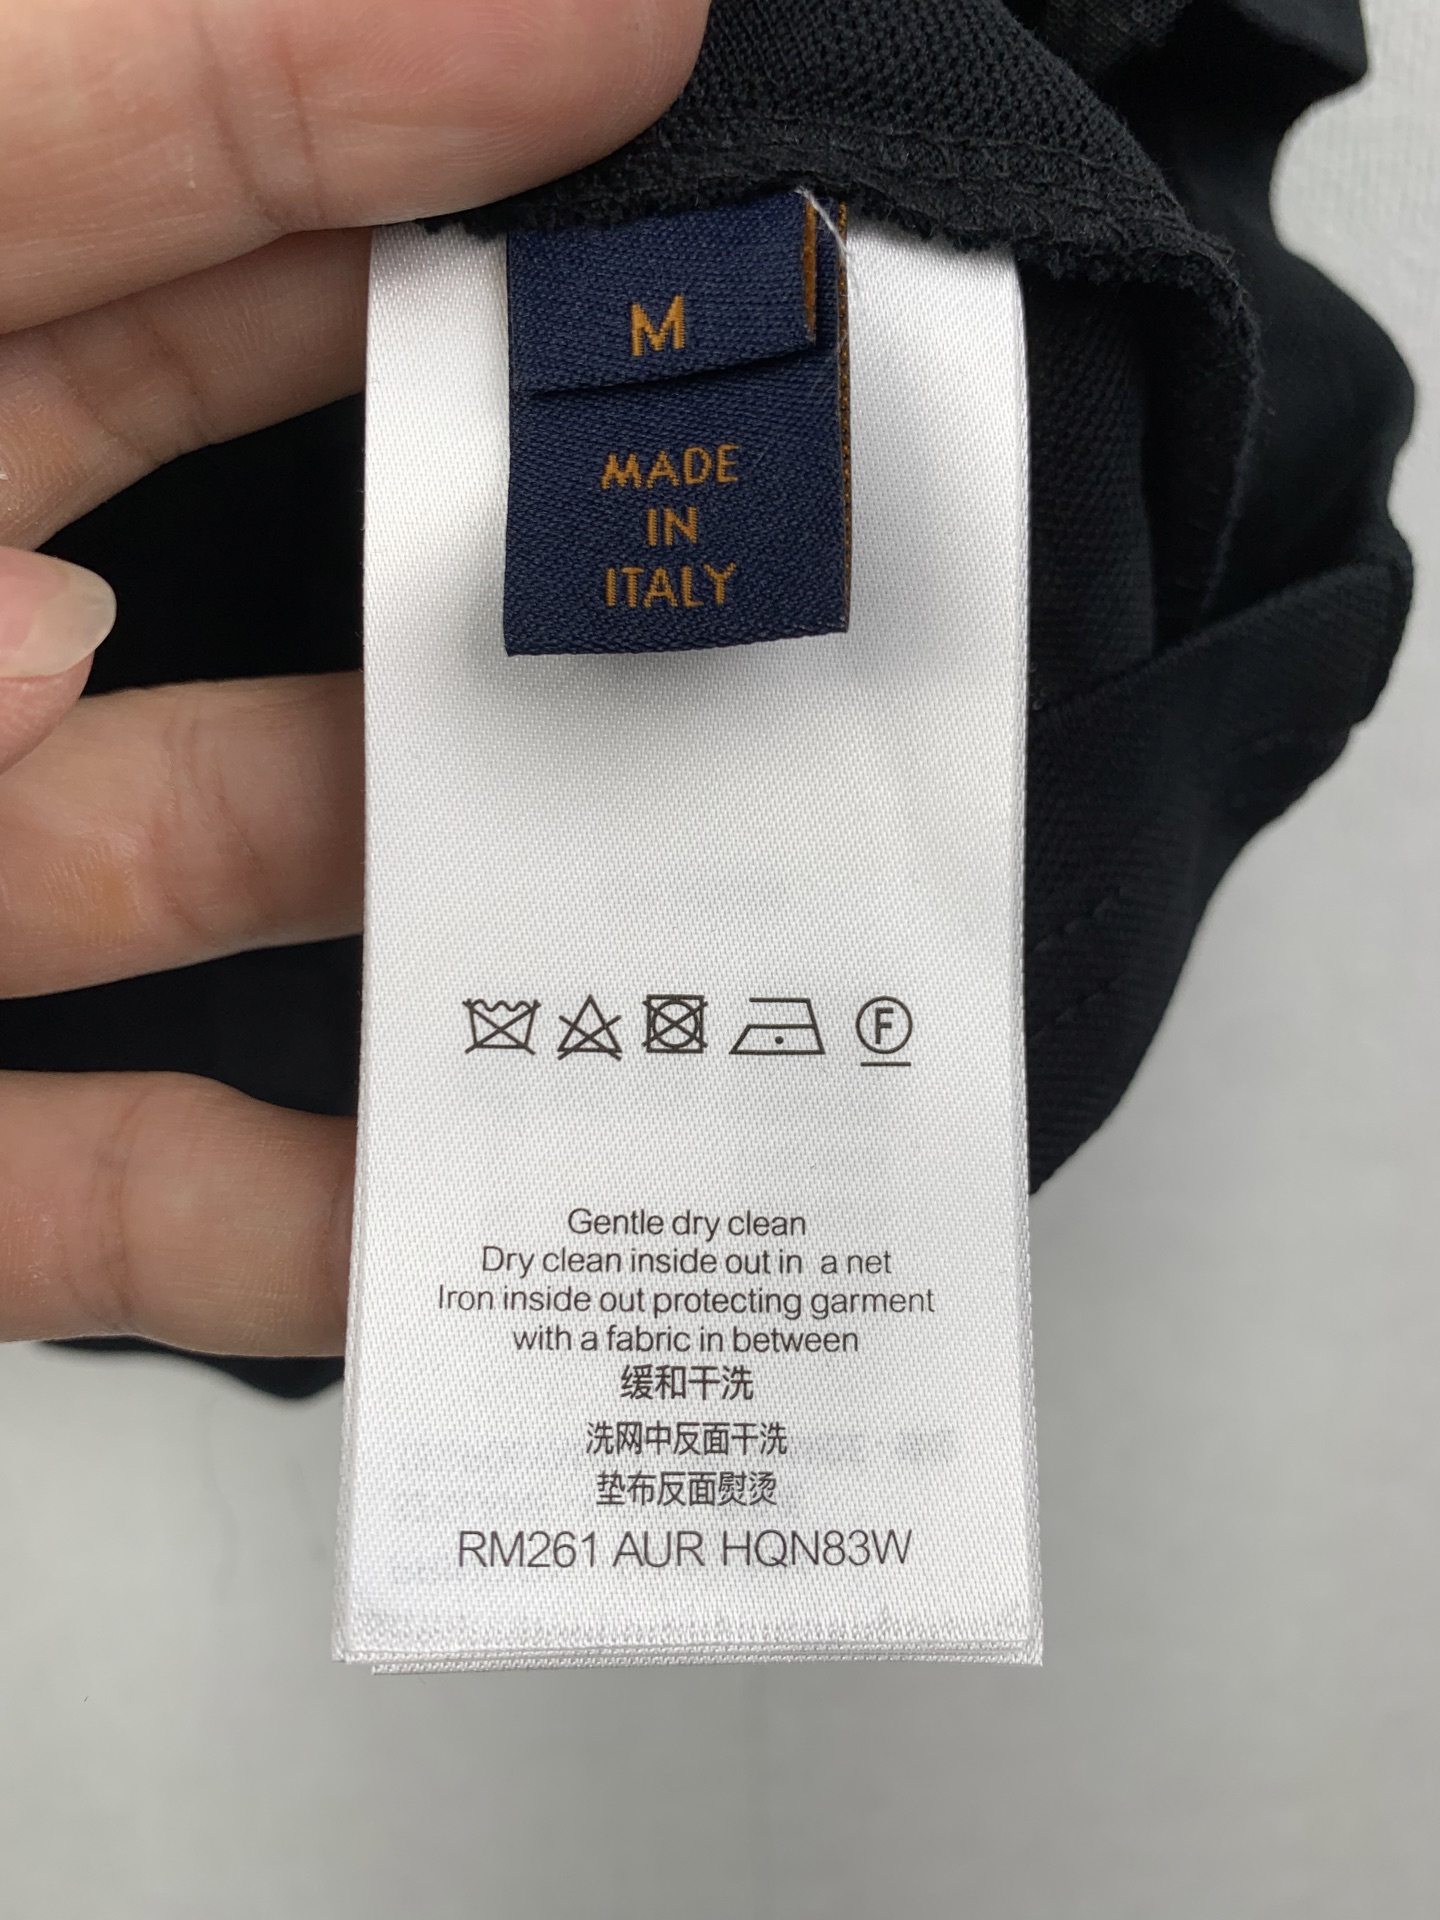 M
MADE
IN
ITALY
F
Gentle dry clean
Dry clean inside out in a net
Iron inside out protecting garment
with a fabric in between
缓和干洗
洗网中反面干洗
垫布反面熨烫
RM261 AUR HQN83W